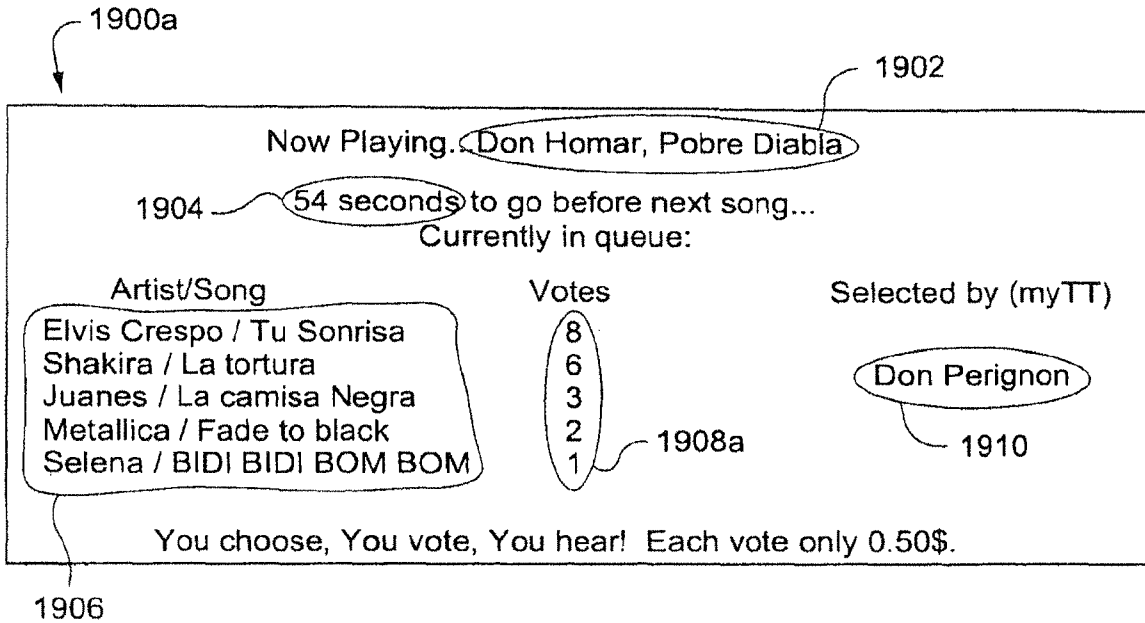 1900a
1902
Now Playing...Don Homar, Pobre Diabla
1904
54 seconds to go before next song...
Currently in queue:
Artist/Song Votes Selected by (myTT)
Elvis Crespo / Tu Sonrisa 8
Shakira / La tortura 6
Juanes / La camisa Negra 3 Don Perignon
Metallica / Fade to black 2
Selena / BIDI BIDI BOM BOM 1
1908a
1910
You choose, You vote, You hear! Each vote only 0.50$.
1906